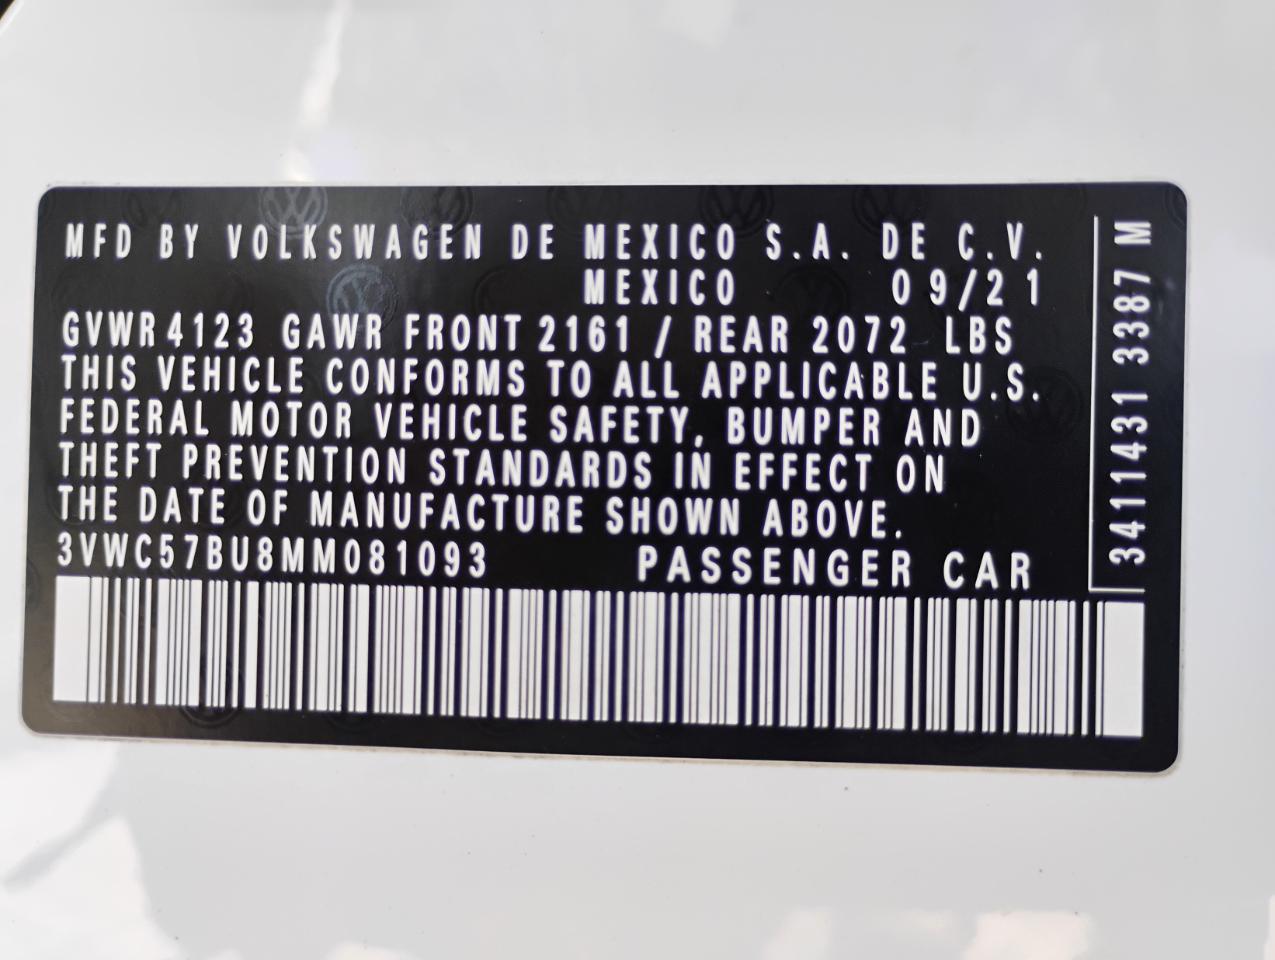 MFD BY VOLKSWAGEN DE MEXICO S.A. DE C.V.
MEXICO 09/21
GVWR 4123 GAWR FRONT 2161 / REAR 2072 LBS
THIS VEHICLE CONFORMS TO ALL APPLICABLE U.S.
FEDERAL MOTOR VEHICLE SAFETY, BUMPER AND
THEFT PREVENTION STANDARDS IN EFFECT ON
THE DATE OF MANUFACTURE SHOWN ABOVE.
3VWC57BU8MM081093 PASSENGER CAR
3411431 3387 M